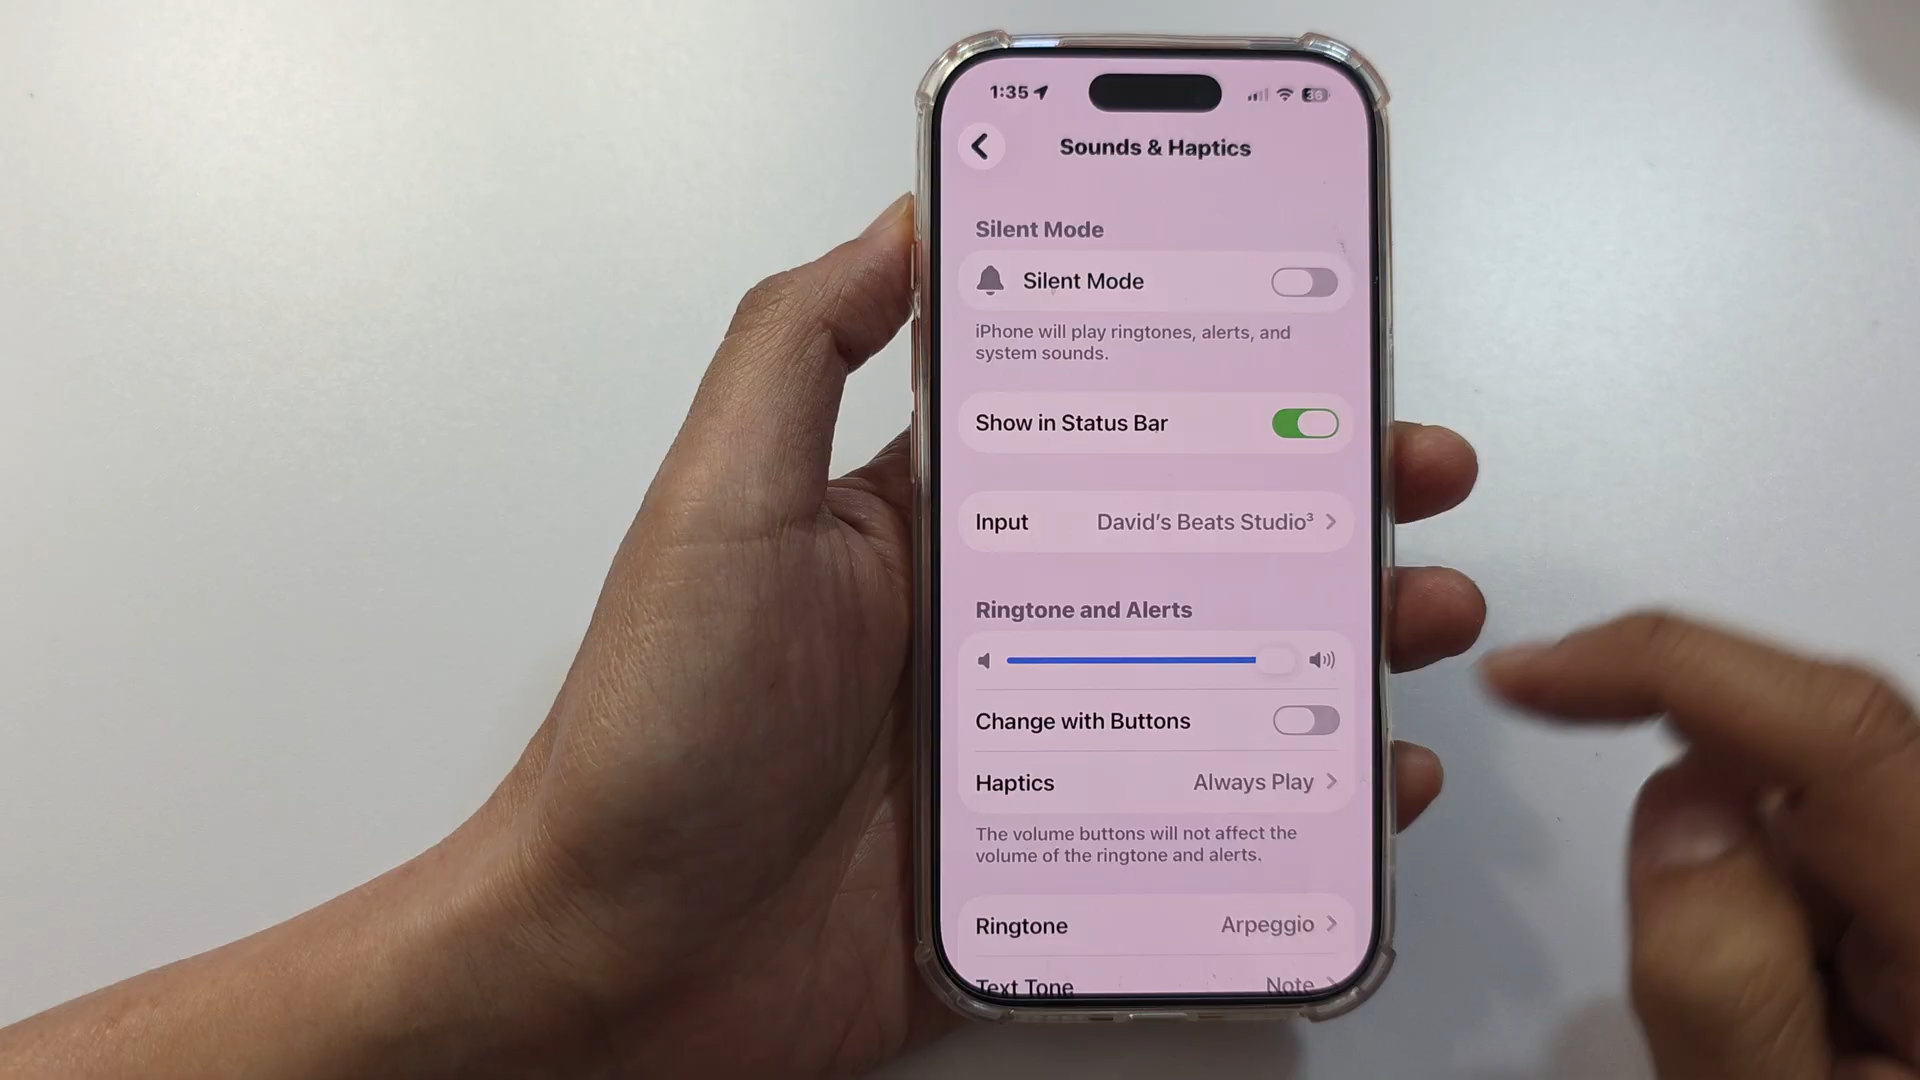 1:35
36
Sounds & Haptics
Silent Mode
Silent Mode
iPhone will play ringtones, alerts, and
system sounds.
Show in Status Bar
Input David's Beats Studio³
Ringtone and Alerts
Change with Buttons
Haptics Always Play
The volume buttons will not affect the
volume of the ringtone and alerts.
Ringtone Arpeggio
Text Tone Note